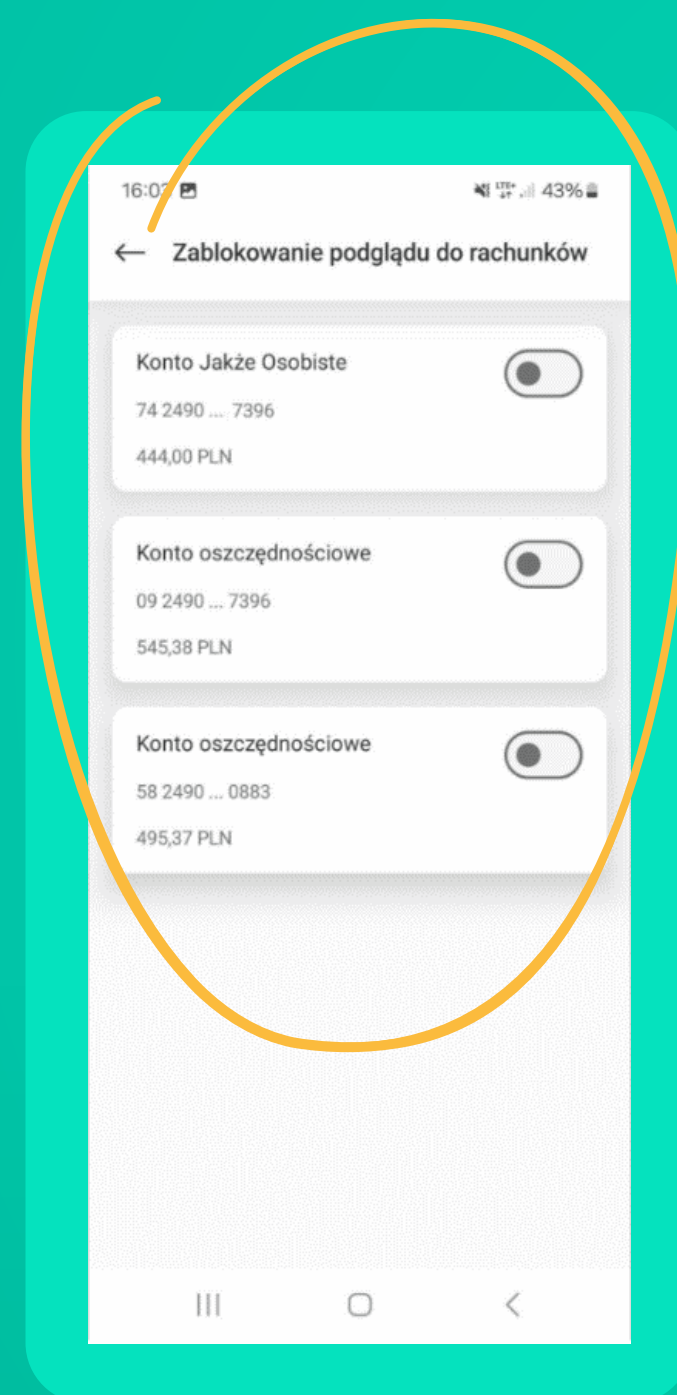 16:03
LTE+ 43%
Zablokowanie podglądu do rachunków
Konto Jakże Osobiste
74 2490 ... 7396
444,00 PLN
Konto oszczędnościowe
09 2490 ... 7396
545,38 PLN
Konto oszczędnościowe
58 2490 ... 0883
495,37 PLN